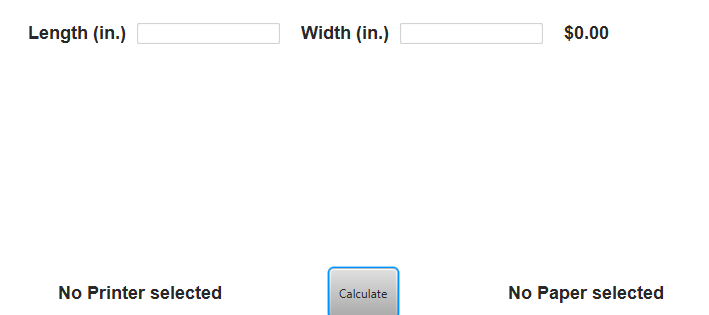 Length (in.) Width (in.) $0.00
No Printer selected Calculate No Paper selected